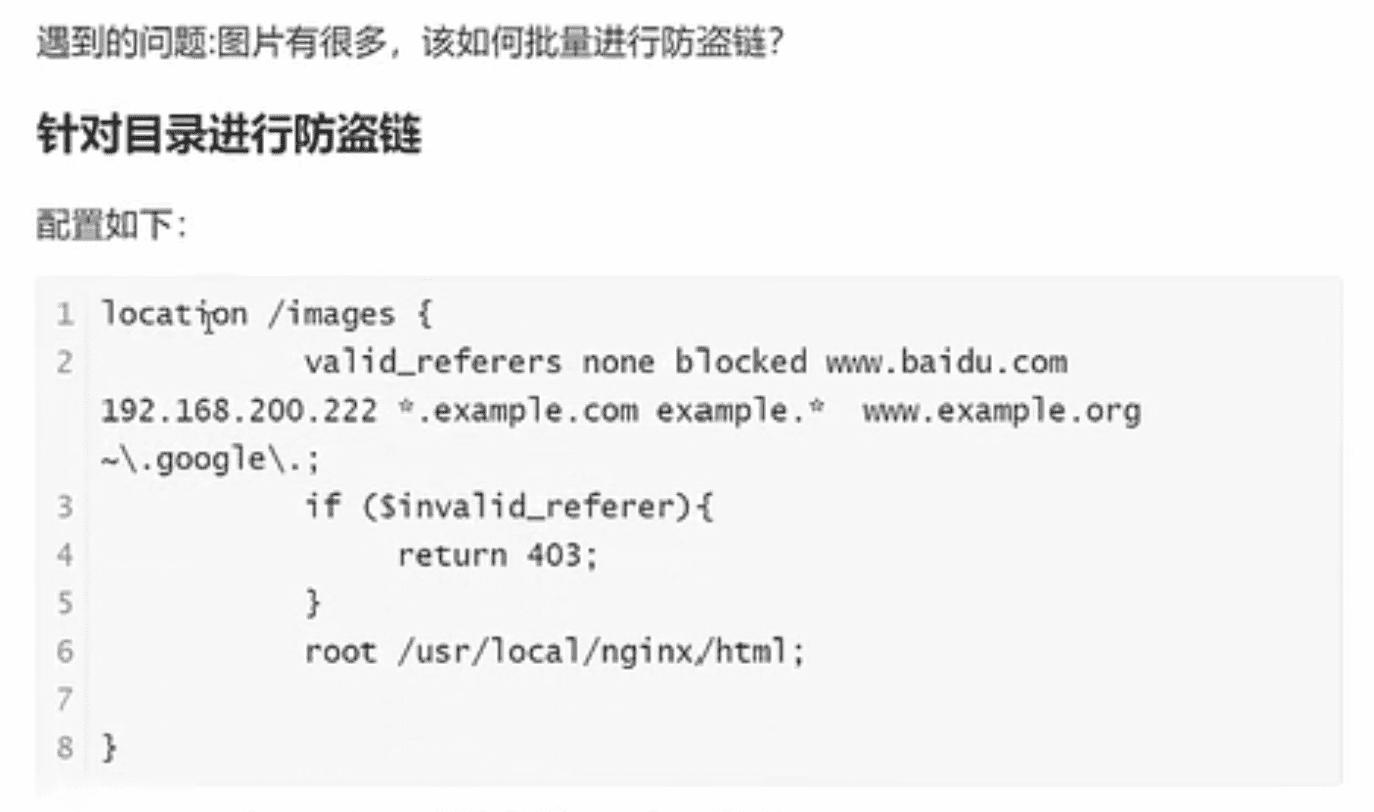 遇到的问题:图片有很多，该如何批量进行防盗链？
针对目录进行防盗链
配置如下：
1 location /images {
2 valid_referers none blocked www.baidu.com
192.168.200.222 *.example.com example.* www.example.org
~\.google\.;
3 if ($invalid_referer){
4 return 403;
5 }
6 root /usr/local/nginx/html;
7
8 }